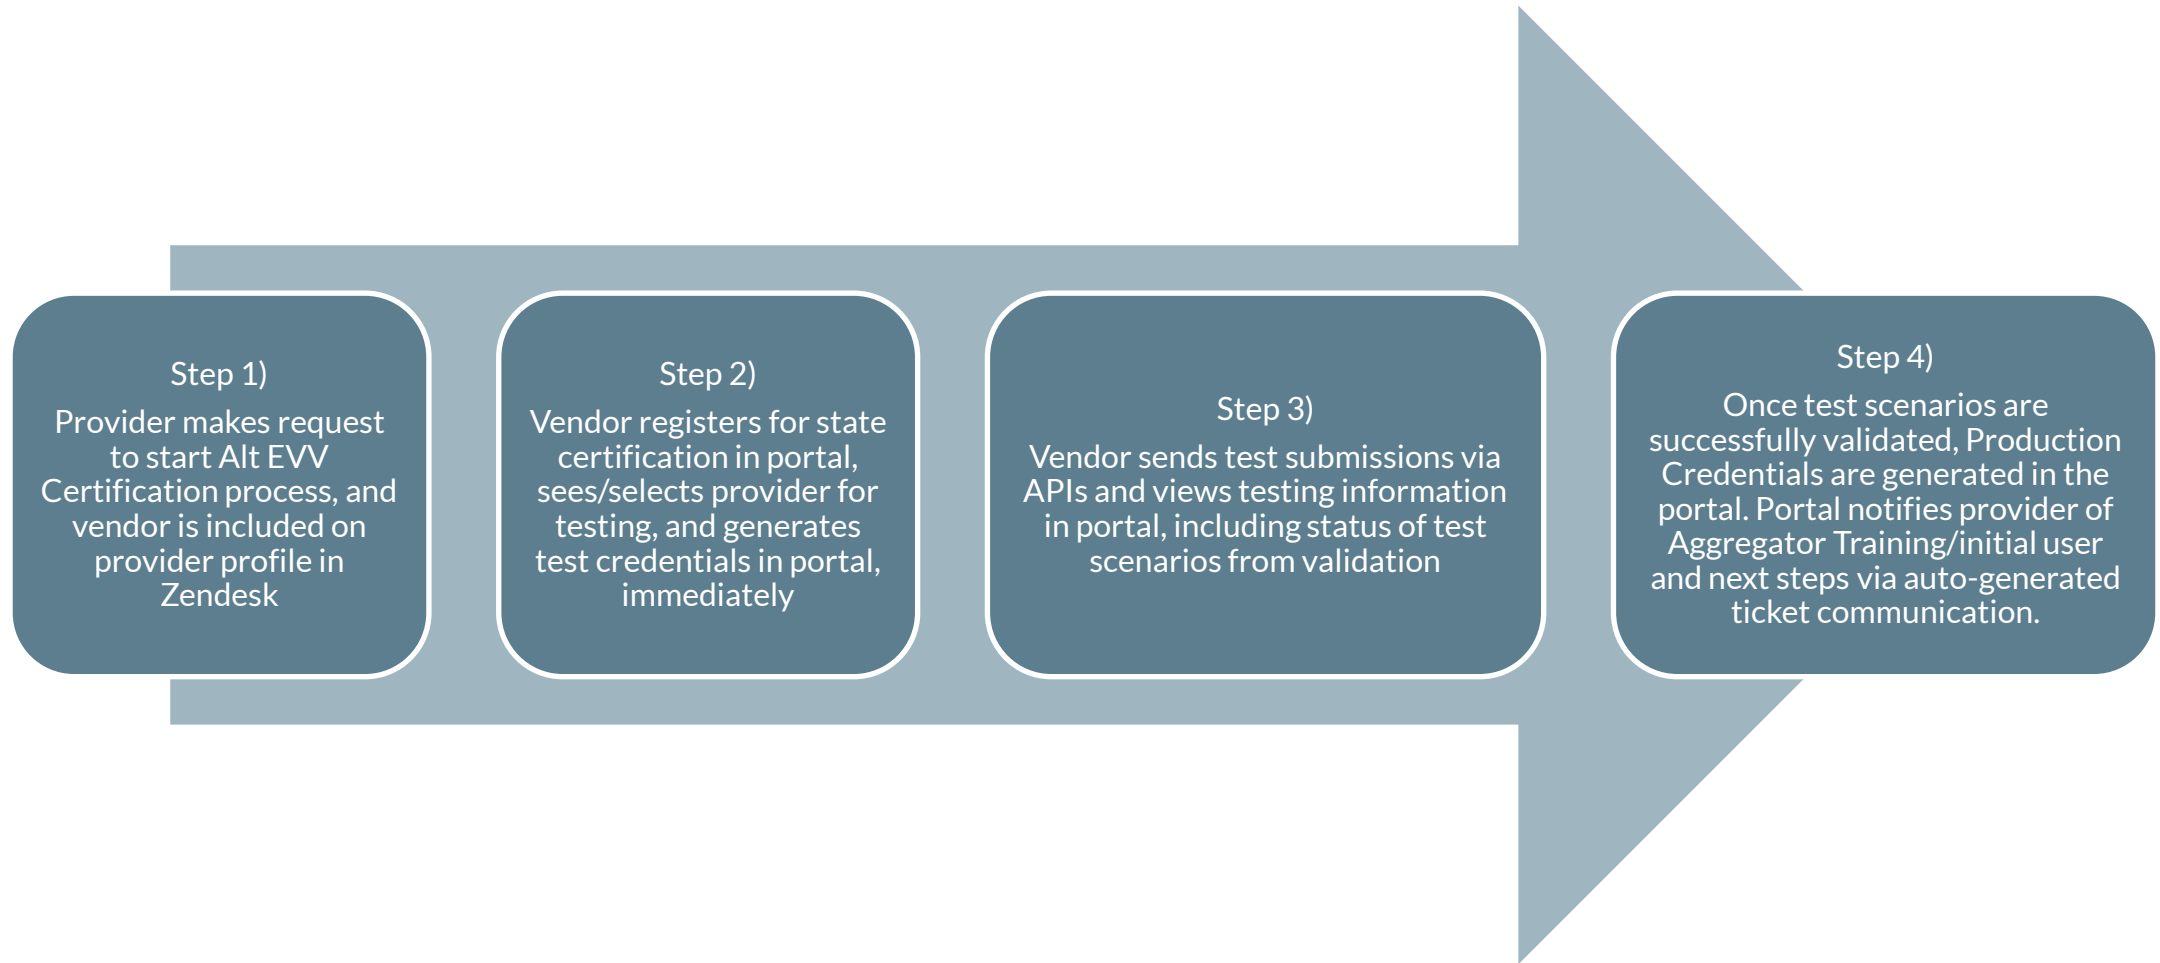 Step 1)
Provider makes request
to start Alt EVV
Certification process, and
vendor is included on
provider profile in
Zendesk
Step 2)
Vendor registers for state
certification in portal,
sees/selects provider for
testing, and generates
test credentials in portal,
immediately
Step 3)
Vendor sends test submissions via
APIs and views testing information
in portal, including status of test
scenarios from validation
Step 4)
Once test scenarios are
successfully validated, Production
Credentials are generated in the
portal. Portal notifies provider of
Aggregator Training/initial user
and next steps via auto-generated
ticket communication.